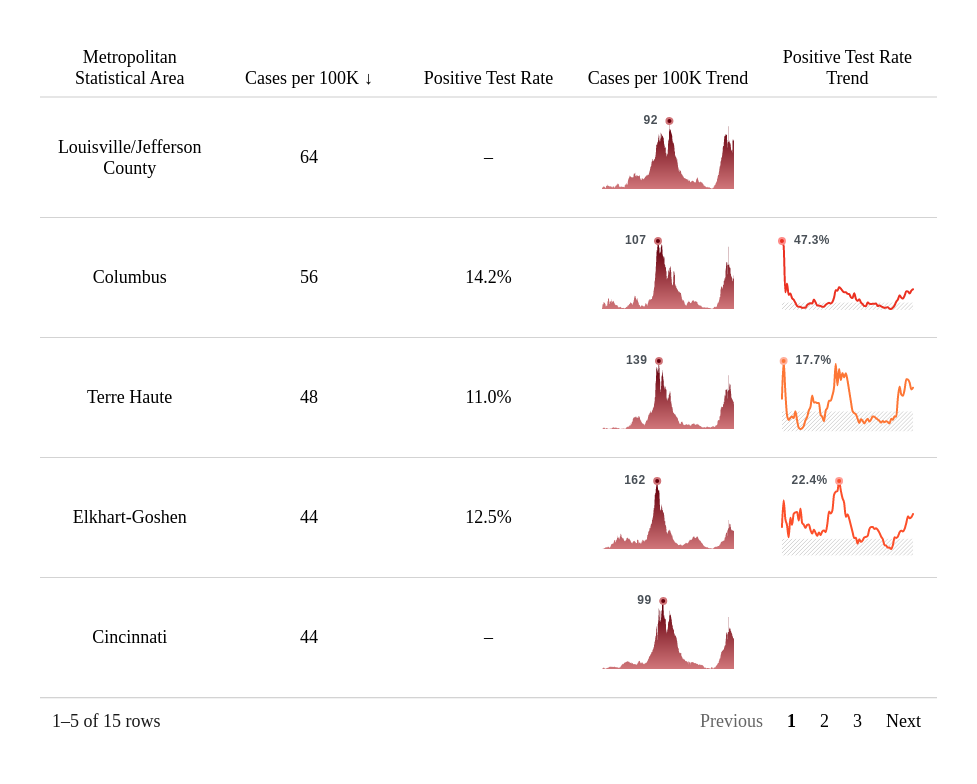 Metropolitan
Statistical Area
Cases per 100K ↓
Positive Test Rate
Cases per 100K Trend
Positive Test Rate
Trend
Louisville/Jefferson
County
64
–
92
Columbus
56
14.2%
107
47.3%
Terre Haute
48
11.0%
139
17.7%
Elkhart-Goshen
44
12.5%
162
22.4%
Cincinnati
44
–
99
1–5 of 15 rows
Previous 1 2 3 Next